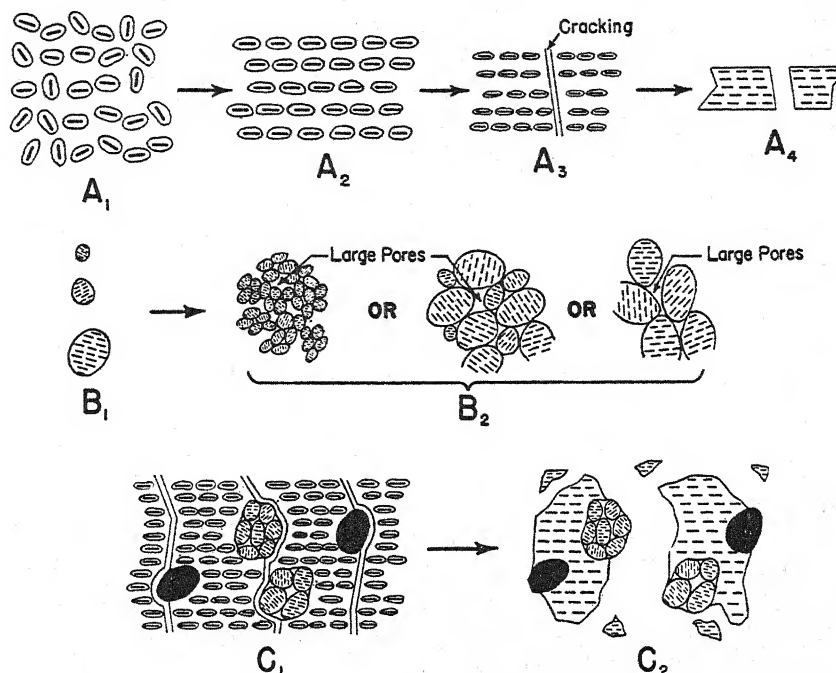 Cracking
A₁
A₂
A₃
A₄
Large Pores
OR
OR
Large Pores
B₁
B₂
C₁
C₂